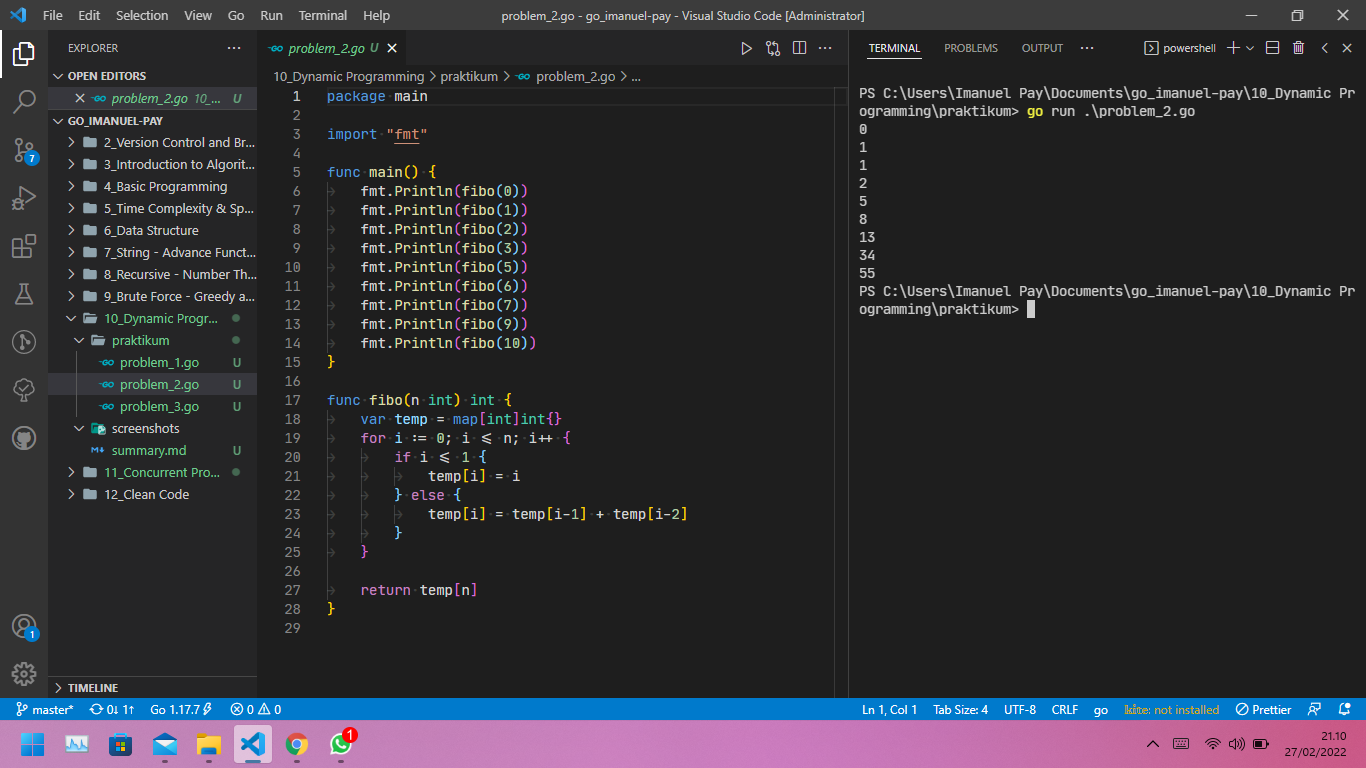 File Edit Selection View Go Run Terminal Help
problem_2.go - go_imanuel-pay - Visual Studio Code [Administrator]
EXPLORER
OPEN EDITORS
problem_2.go 10_... U
GO_IMANUEL-PAY
2_Version Control and Br...
3_Introduction to Algorit...
4_Basic Programming
5_Time Complexity & Sp...
6_Data Structure
7_String - Advance Funct...
8_Recursive - Number Th...
9_Brute Force - Greedy a...
10_Dynamic Progr...
praktikum
problem_1.go U
problem_2.go U
problem_3.go U
screenshots
summary.md U
11_Concurrent Pro...
12_Clean Code
TIMELINE
7
1
problem_2.go U
10_Dynamic Programming > praktikum > problem_2.go > ...
1 package main
2
3 import "fmt"
4
5 func main() {
6 fmt.Println(fibo(0))
7 fmt.Println(fibo(1))
8 fmt.Println(fibo(2))
9 fmt.Println(fibo(3))
10 fmt.Println(fibo(5))
11 fmt.Println(fibo(6))
12 fmt.Println(fibo(7))
13 fmt.Println(fibo(9))
14 fmt.Println(fibo(10))
15 }
16
17 func fibo(n int) int {
18 var temp = map[int]int{}
19 for i := 0; i <= n; i++ {
20 if i <= 1 {
21 temp[i] = i
22 } else {
23 temp[i] = temp[i-1] + temp[i-2]
24 }
25 }
26
27 return temp[n]
28 }
29
TERMINAL PROBLEMS OUTPUT ... powershell
PS C:\Users\Imanuel Pay\Documents\go_imanuel-pay\10_Dynamic Pr
ogramming\praktikum> go run .\problem_2.go
0
1
1
2
5
8
13
34
55
PS C:\Users\Imanuel Pay\Documents\go_imanuel-pay\10_Dynamic Pr
ogramming\praktikum>
master* 0↓ 1↑ Go 1.17.7 0 0
Ln 1, Col 1 Tab Size: 4 UTF-8 CRLF go kite: not installed Prettier
1
21.10
27/02/2022